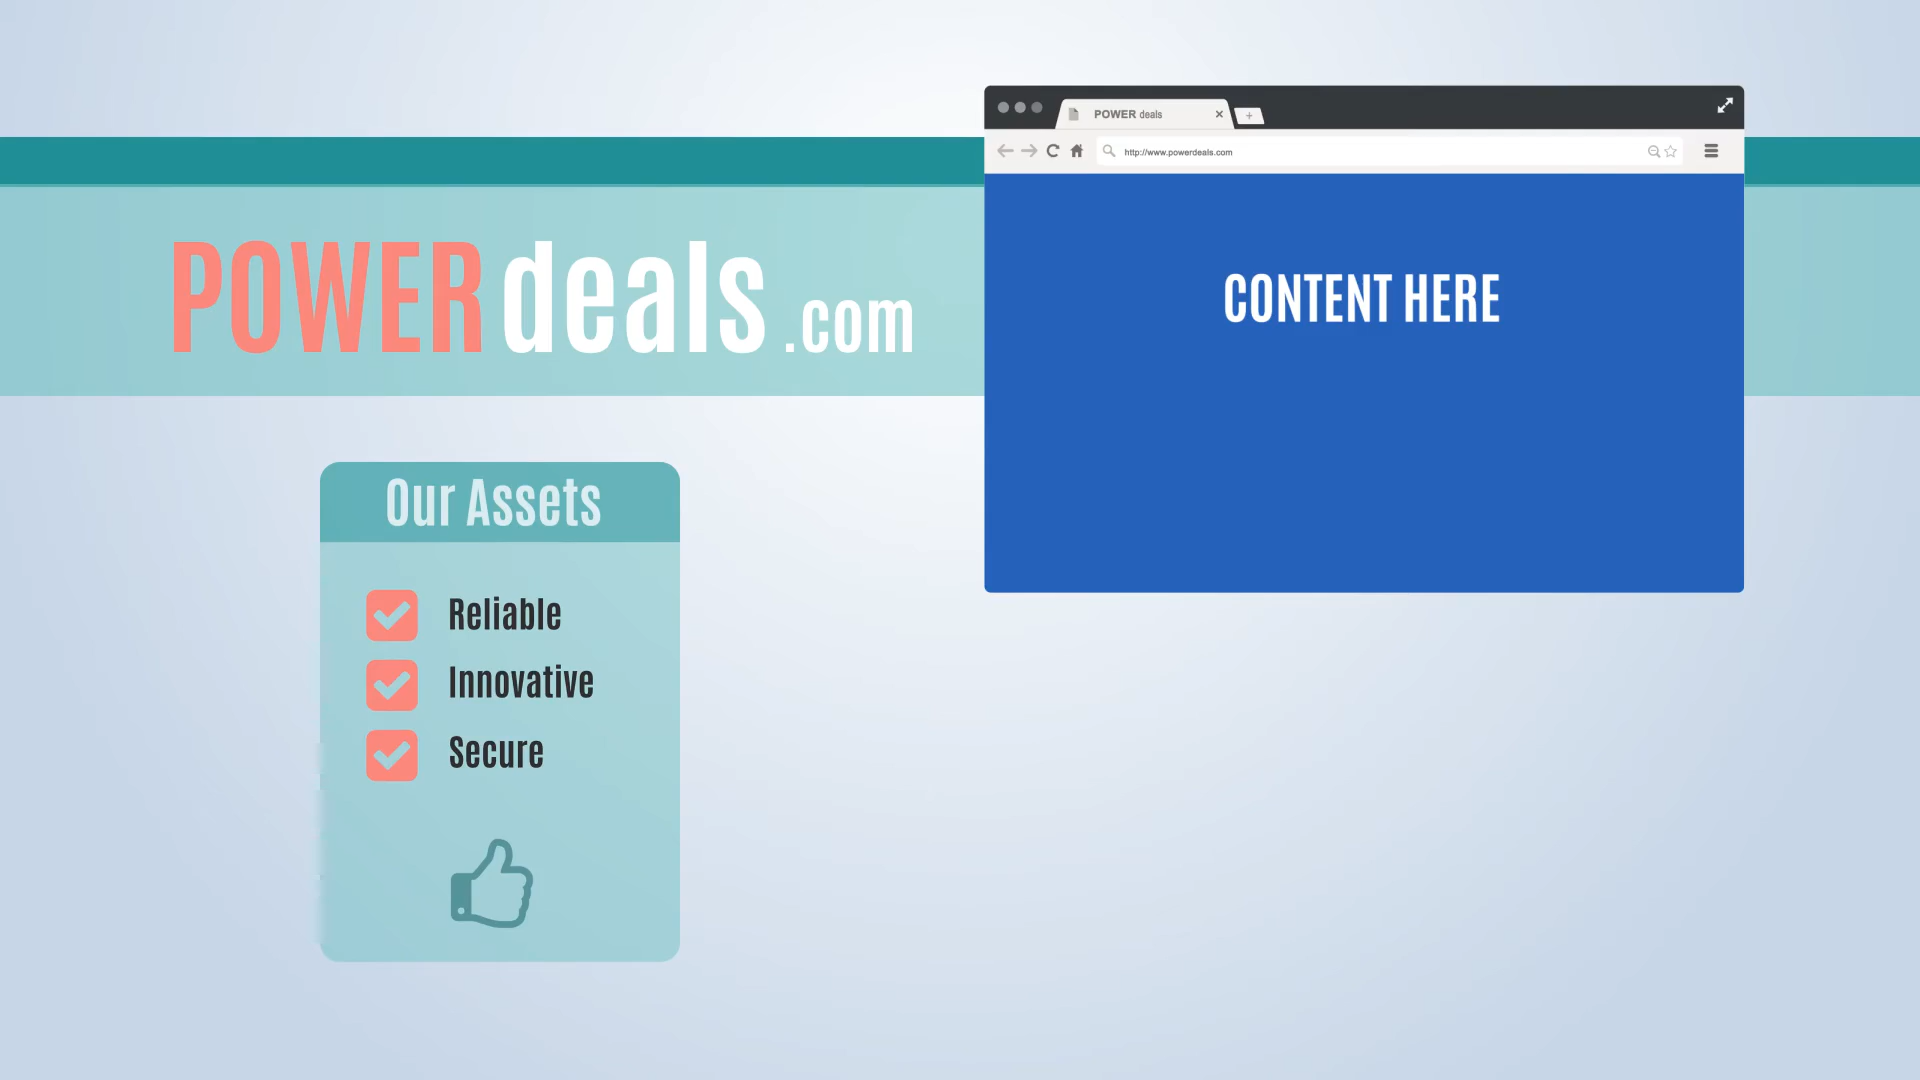 POWER deals
http://www.powerdeals.com
POWER deals .com
CONTENT HERE
Our Assets
Reliable
Innovative
Secure